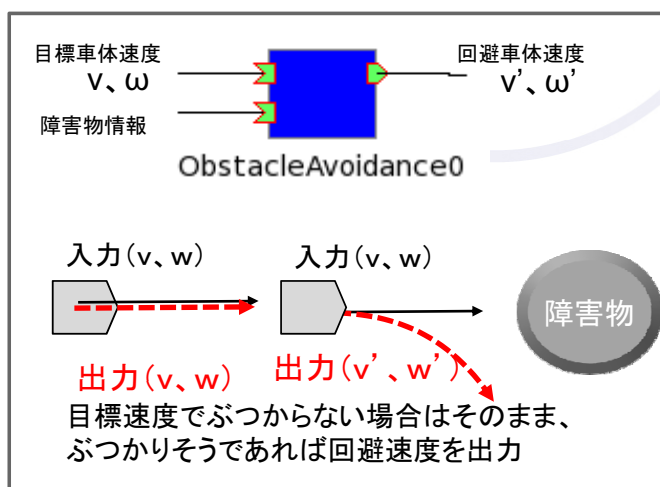 目標車体速度
v、ω
障害物情報
回避車体速度
v’、ω’
ObstacleAvoidance0
入力(v、w)
入力(v、w)
障害物
出力(v、w)
出力(v’、w’)
目標速度でぶつからない場合はそのまま、
ぶつかりそうであれば回避速度を出力